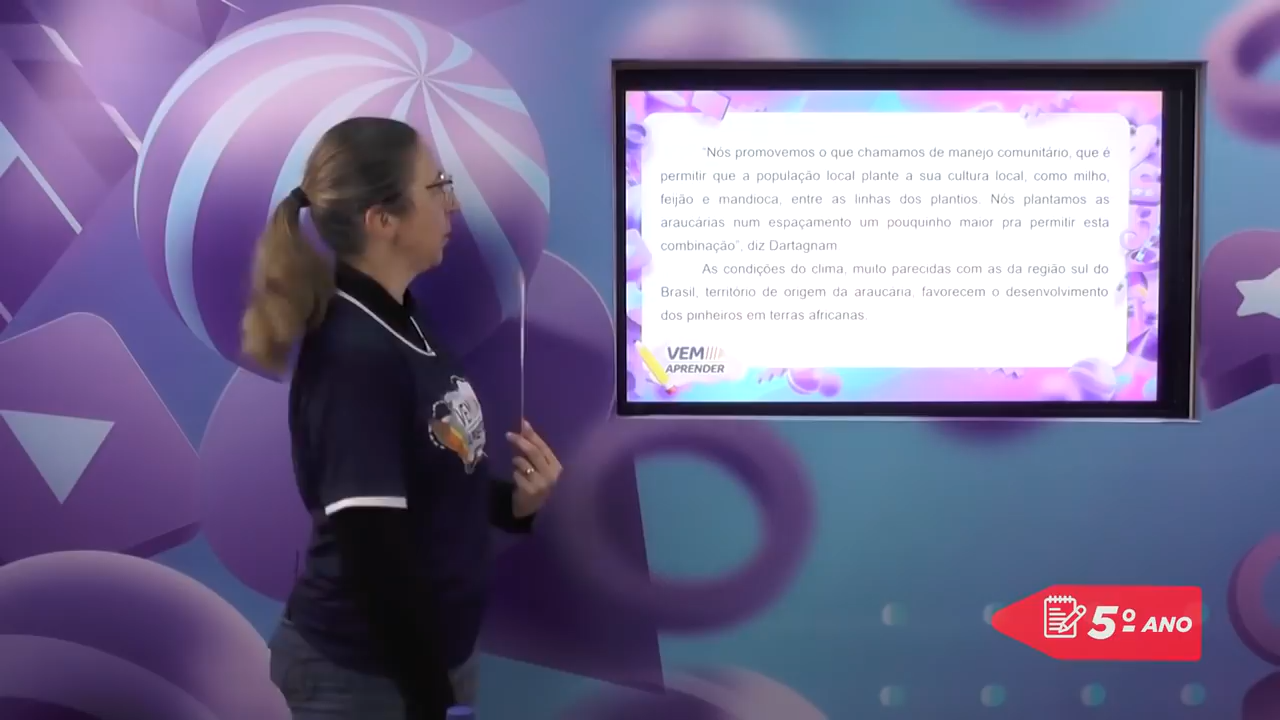 "Nós promovemos o que chamamos de manejo comunitário, que é
permitir que a população local plante a sua cultura local, como milho,
feijão e mandioca, entre as linhas dos plantios. Nós plantamos as
araucárias num espaçamento um pouquinho maior pra permitir esta
combinação", diz Dartagnam
As condições do clima, muito parecidas com as da região sul do
Brasil, território de origem da araucária, favorecem o desenvolvimento
dos pinheiros em terras africanas.
VEM
APRENDER
5º ANO